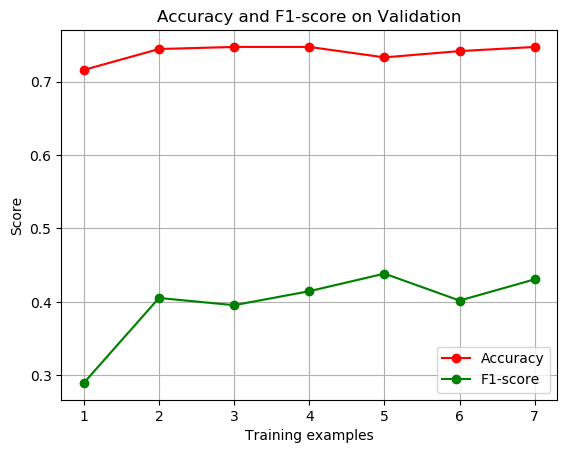 Accuracy and F1-score on Validation
Score
0.7
0.6
0.5
0.4
0.3
Accuracy
F1-score
1 2 3 4 5 6 7
Training examples